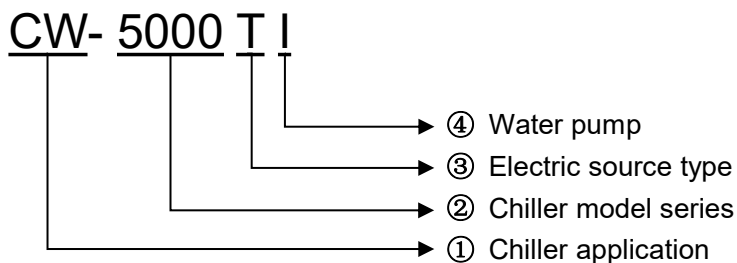 CW- 5000 T I
④ Water pump
③ Electric source type
② Chiller model series
① Chiller application